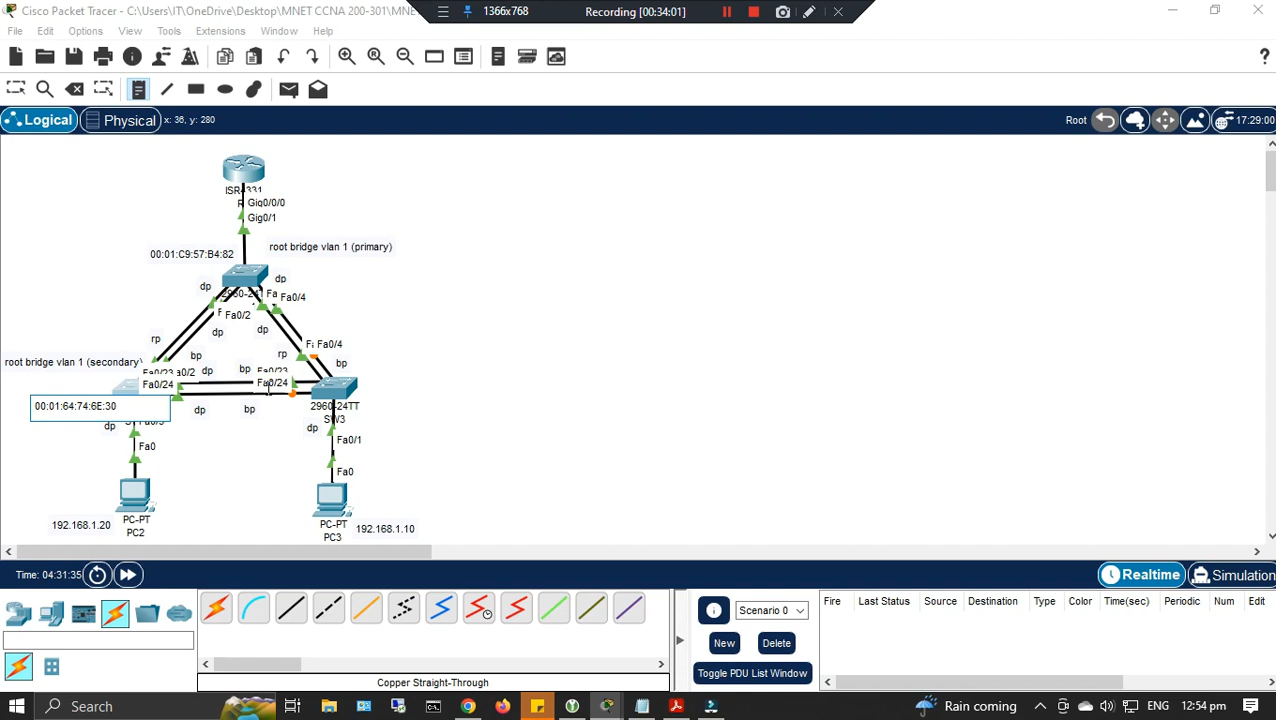 Cisco Packet Tracer - C:\Users\IT\OneDrive\Desktop\MNET CCNA 200-301\MNE
1366x768
Recording [00:34:01]
File Edit Options View Tools Extensions Window Help
Logical
Physical
x: 36, y: 280
Root
17:29:00
ISR4331
Gig0/0/0
Gig0/1
00:01:C9:57:B4:82
root bridge vlan 1 (primary)
dp
dp
Fa0/4
Fa0/2
dp
dp
rp
bp
rp
Fa0/4
bp
root bridge vlan 1 (secondary)
dp
bp
Fa0/23
Fa0/24
Fa0/24
00:01:64:74:6E:30
dp
bp
2960-24TT
SW3
dp
dp
Fa0
Fa0/1
Fa0
192.168.1.20
PC-PT
PC2
PC-PT
PC3
192.168.1.10
Time: 04:31:35
Realtime
Simulation
Scenario 0
New
Delete
Toggle PDU List Window
Fire Last Status Source Destination Type Color Time(sec) Periodic Num Edit
Copper Straight-Through
Search
Rain coming
12:54 pm